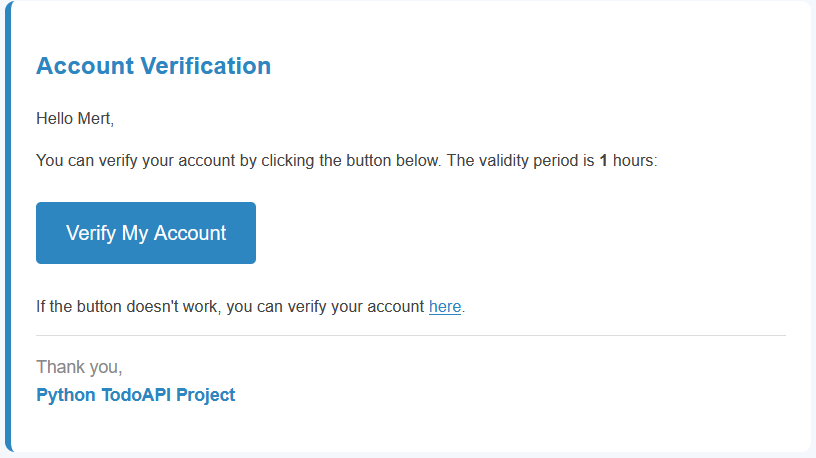 Account Verification
Hello Mert,
You can verify your account by clicking the button below. The validity period is 1 hours:
Verify My Account
If the button doesn't work, you can verify your account here.
Thank you,
Python TodoAPI Project